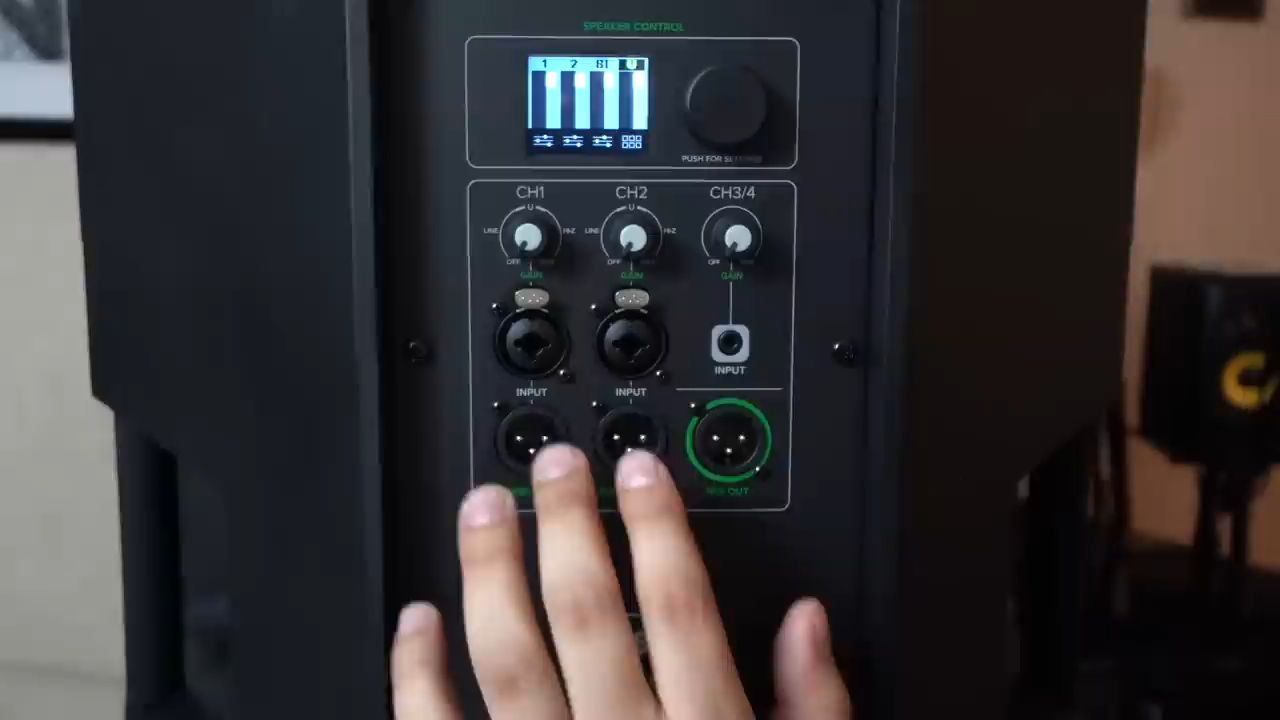 SPEAKER CONTROL
1 2 BT
PUSH FOR
CH1 CH2 CH3/4
U U
LINE HI-Z LINE HI-Z
OFF OFF OFF
GAIN GAIN GAIN
INPUT
INPUT INPUT
MIX OUT